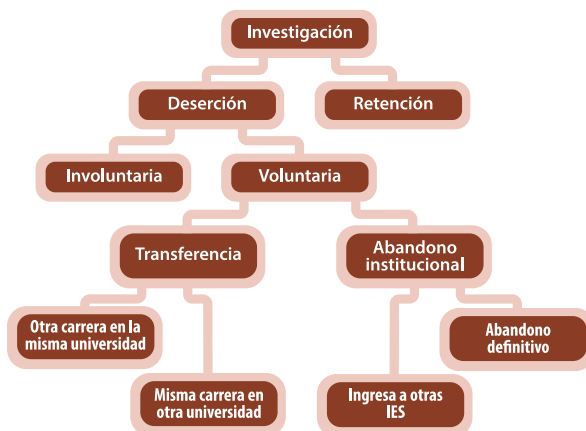 Investigación
Deserción
Retención
Involuntaria
Voluntaria
Transferencia
Abandono
institucional
Otra carrera en la
misma universidad
Abandono
definitivo
Misma carrera en
otra universidad
Ingresa a otras
IES